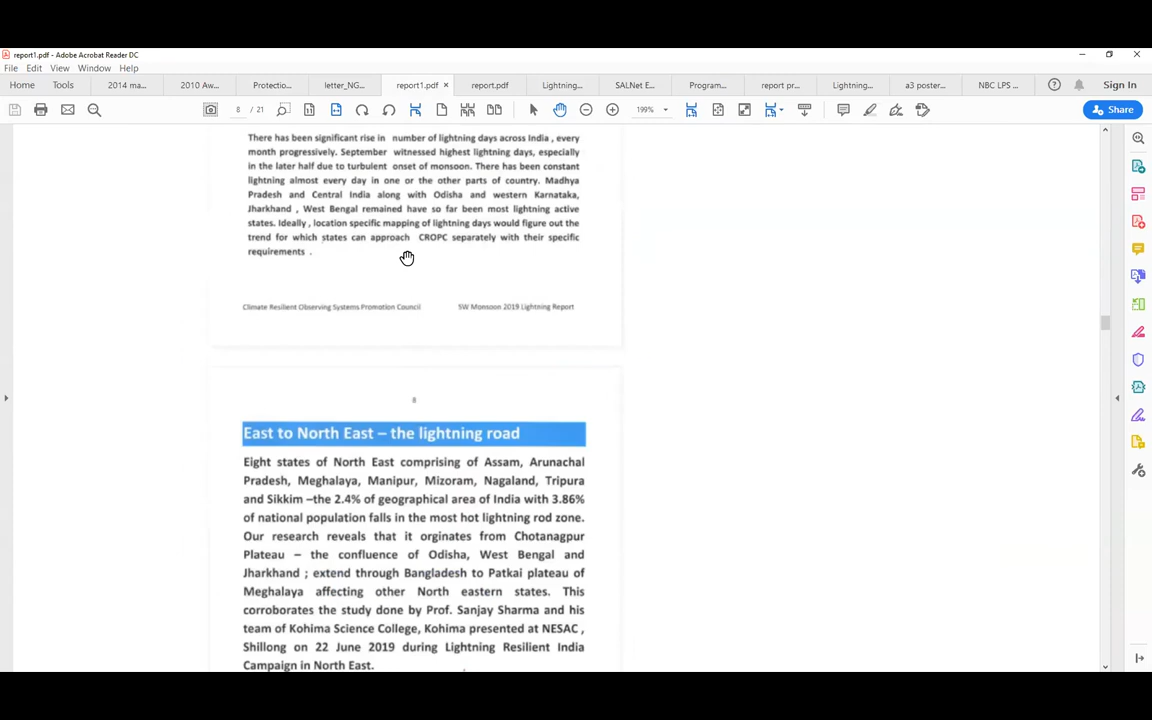 report1.pdf - Adobe Acrobat Reader DC
File Edit View Window Help
Home Tools 2014 ma... 2010 Aw... Protectio... letter_NG... report1.pdf × report.pdf Lightning... SALNet E... Program... report pr... Lightning... a3 poster... NBC LPS ... Sign In
8 / 21 199% Share
There has been significant rise in number of lightning days across India , every
month progressively. September witnessed highest lightning days, especially
in the later half due to turbulent onset of monsoon. There has been constant
lightning almost every day in one or the other parts of country. Madhya
Pradesh and Central India along with Odisha and western Karnataka,
Jharkhand , West Bengal remained have so far been most lightning active
states. Ideally , location specific mapping of lightning days would figure out the
trend for which states can approach CROPC separately with their specific
requirements .
Climate Resilient Observing Systems Promotion Council SW Monsoon 2019 Lightning Report
8
East to North East – the lightning road
Eight states of North East comprising of Assam, Arunachal
Pradesh, Meghalaya, Manipur, Mizoram, Nagaland, Tripura
and Sikkim –the 2.4% of geographical area of India with 3.86%
of national population falls in the most hot lightning rod zone.
Our research reveals that it orginates from Chotanagpur
Plateau – the confluence of Odisha, West Bengal and
Jharkhand ; extend through Bangladesh to Patkai plateau of
Meghalaya affecting other North eastern states. This
corroborates the study done by Prof. Sanjay Sharma and his
team of Kohima Science College, Kohima presented at NESAC ,
Shillong on 22 June 2019 during Lightning Resilient India
Campaign in North East.